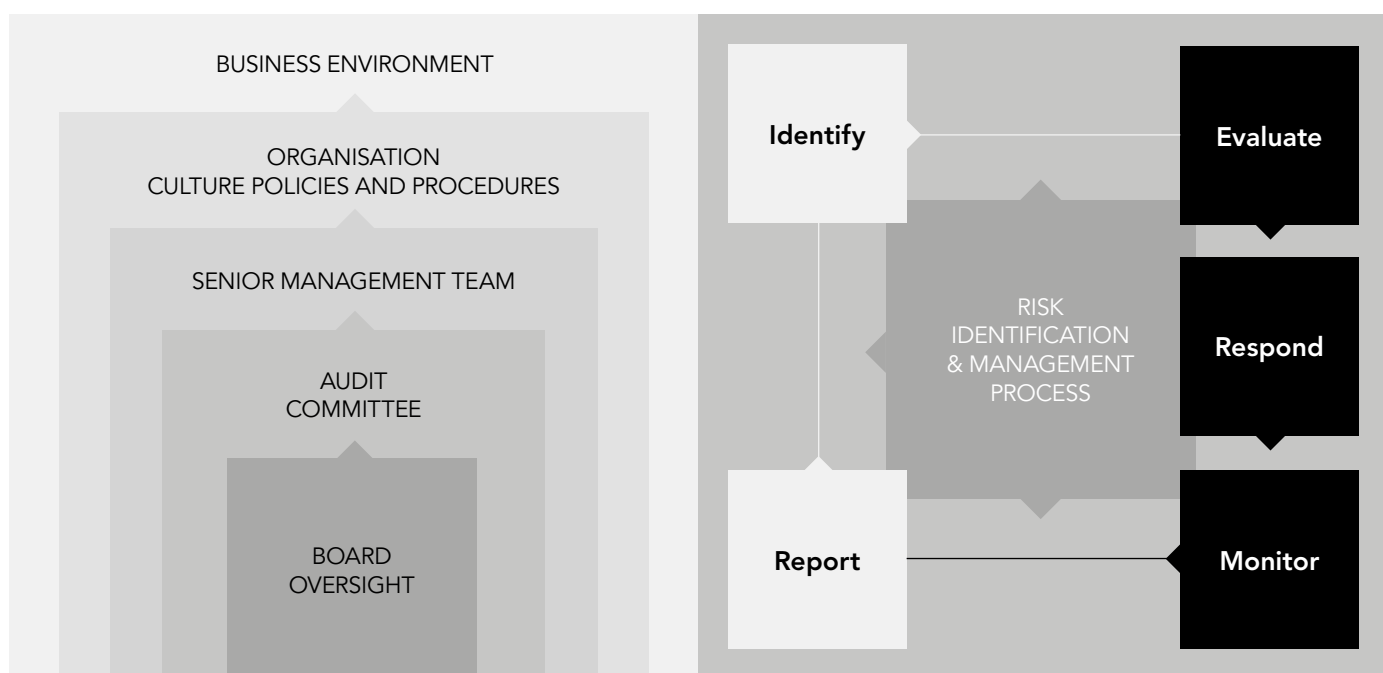 BUSINESS ENVIRONMENT
ORGANISATION
CULTURE POLICIES AND PROCEDURES
SENIOR MANAGEMENT TEAM
AUDIT
COMMITTEE
BOARD
OVERSIGHT
Identify
Evaluate
RISK
IDENTIFICATION
& MANAGEMENT
PROCESS
Respond
Report
Monitor